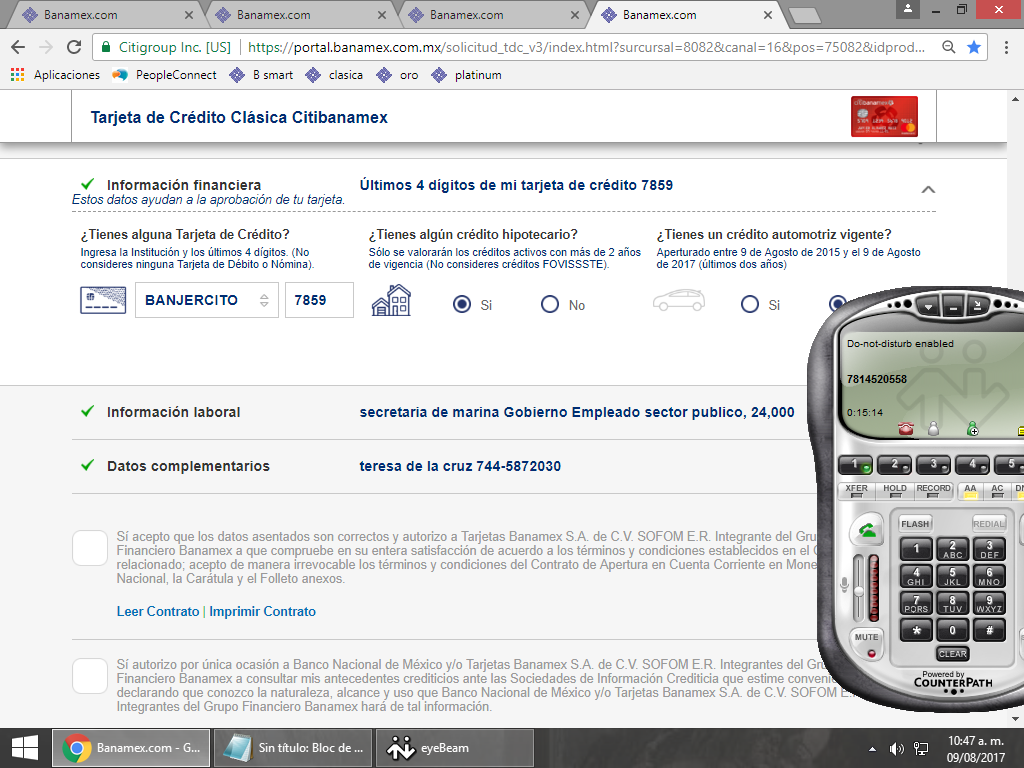 Banamex.com
Banamex.com
Banamex.com
Banamex.com
Citigroup Inc. [US]
https://portal.banamex.com.mx/solicitud_tdc_v3/index.html?sursucal=8082&canal=16&pos=75082&idprod...
Aplicaciones
PeopleConnect
B smart
clasica
oro
platinum
Tarjeta de Crédito Clásica Citibanamex
Información financiera
Últimos 4 dígitos de mi tarjeta de crédito 7859
Estos datos ayudan a la aprobación de tu tarjeta.
¿Tienes alguna Tarjeta de Crédito?
Ingresa la Institución y los últimos 4 dígitos. (No
consideres ninguna Tarjeta de Débito o Nómina).
BANJERCITO
7859
¿Tienes algún crédito hipotecario?
Sólo se valorarán los créditos activos con más de 2 años
de vigencia (No consideres créditos FOVISSSTE).
Si
No
¿Tienes un crédito automotriz vigente?
Aperturado entre 9 de Agosto de 2015 y el 9 de Agosto
de 2017 (últimos dos años)
Si
Información laboral
secretaria de marina Gobierno Empleado sector publico, 24,000
Datos complementarios
teresa de la cruz 744-5872030
Sí acepto que los datos asentados son correctos y autorizo a Tarjetas Banamex S.A. de C.V. SOFOM E.R. Integrante del Gru
Financiero Banamex a que compruebe en su entera satisfacción de acuerdo a los términos y condiciones establecidos en el C
relacionado; acepto de manera irrevocable los términos y condiciones del Contrato de Apertura en Cuenta Corriente en Mone
Nacional, la Carátula y el Folleto anexos.
Leer Contrato | Imprimir Contrato
Sí autorizo por única ocasión a Banco Nacional de México y/o Tarjetas Banamex S.A. de C.V. SOFOM E.R. Integrantes del Gru
Financiero Banamex a consultar mis antecedentes crediticios ante las Sociedades de Información Crediticia que estime conveni
declarando que conozco la naturaleza, alcance y uso que Banco Nacional de México y/o Tarjetas Banamex S.A. de C.V. SOFOM E.
Integrantes del Grupo Financiero Banamex hará de tal información.
Do-not-disturb enabled
7814520558
0:15:14
1 2 3 4 5
XFER HOLD RECORD AA AC DN
FLASH REDIAL
1 2 ABC 3 DEF
4 GHI 5 JKL 6 MNO
7 PQRS 8 TUV 9 WXYZ
* 0 #
MUTE
CLEAR
Powered by
COUNTERPATH
Banamex.com - G...
Sin título: Bloc de ...
eyeBeam
10:47 a. m.
09/08/2017